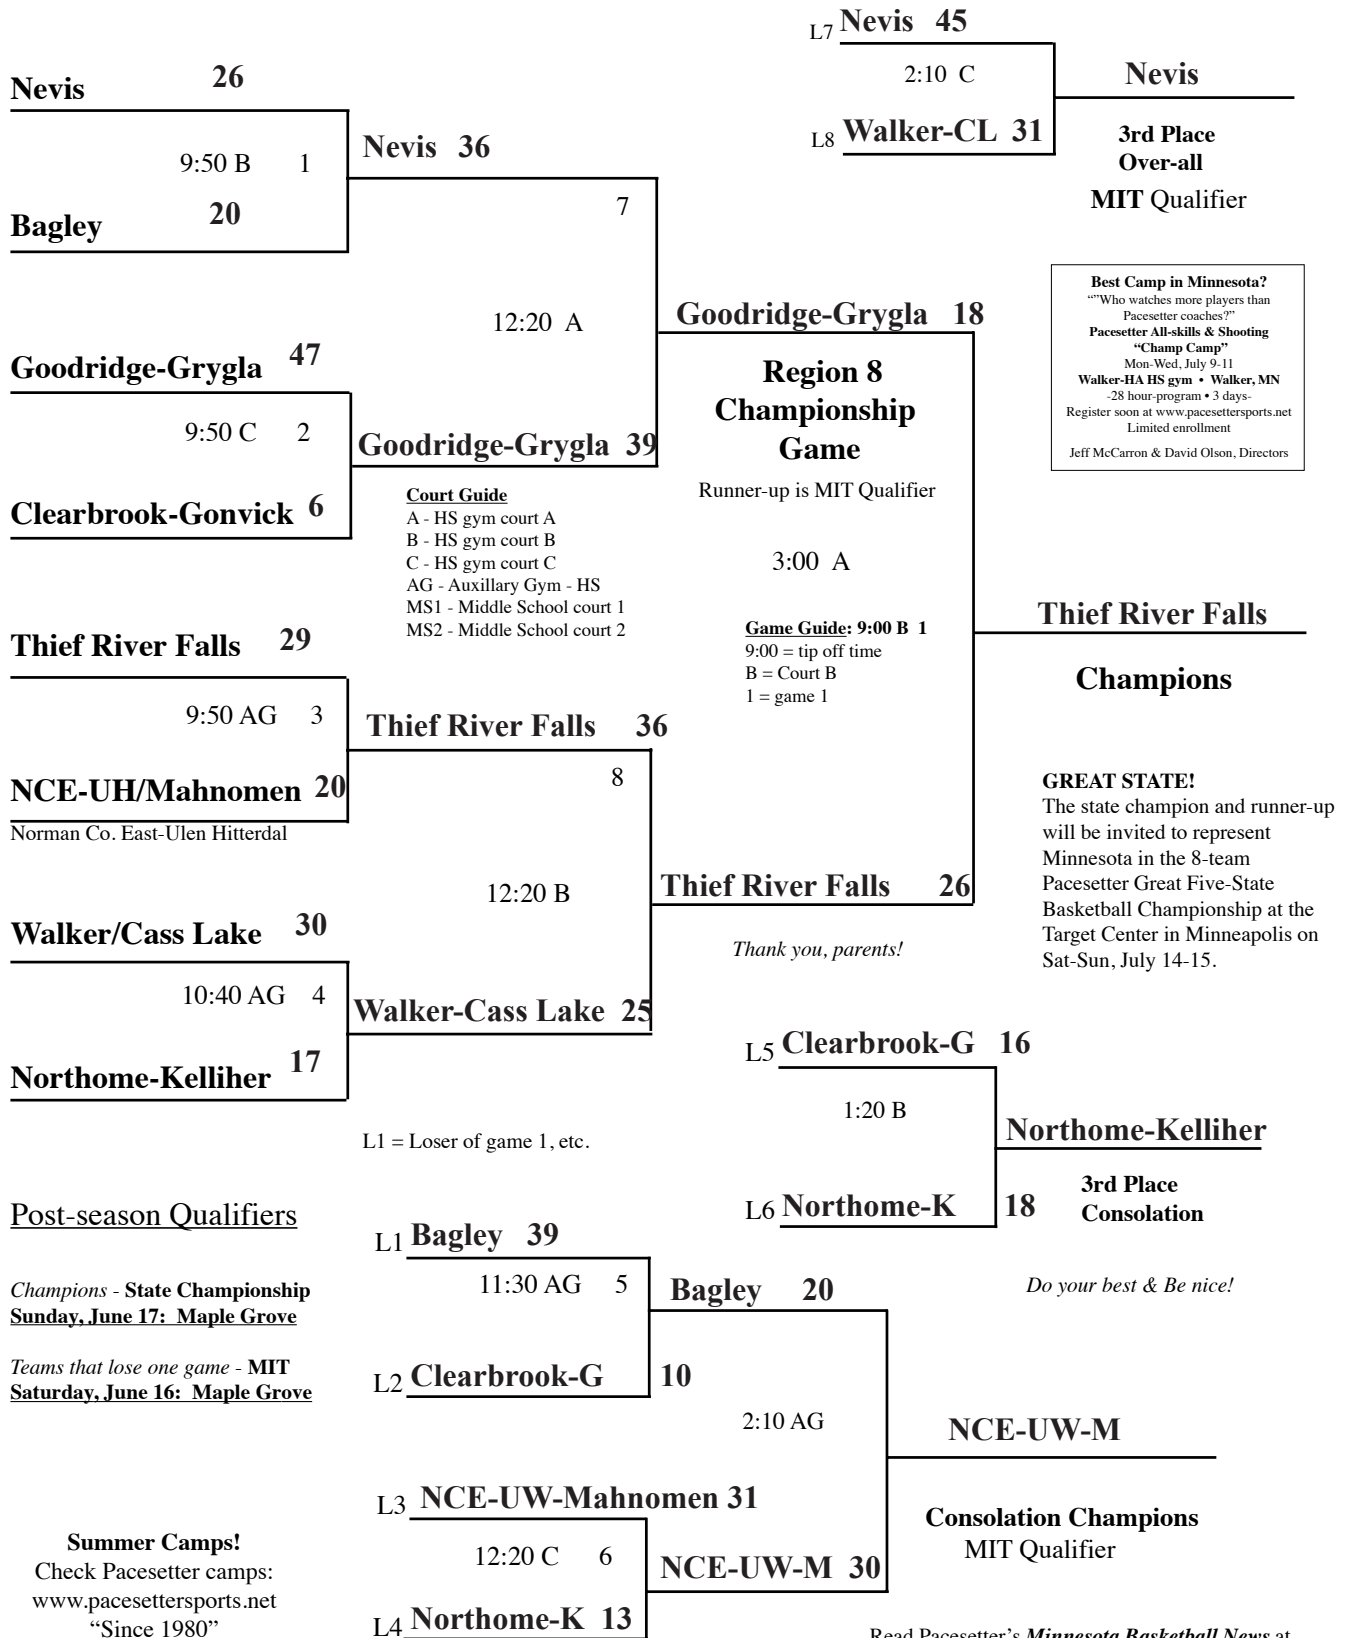 L7 Nevis 45
2:10 C
Nevis
L8 Walker-CL 31
3rd Place
Over-all
MIT Qualifier
Nevis 26
9:50 B 1
Bagley 20
Nevis 36
7
12:20 A
Goodridge-Grygla 47
9:50 C 2
Clearbrook-Gonvick 6
Goodridge-Grygla 39
Court Guide
A - HS gym court A
B - HS gym court B
C - HS gym court C
AG - Auxillary Gym - HS
MS1 - Middle School court 1
MS2 - Middle School court 2
Goodridge-Grygla 18
Region 8
Championship
Game
Runner-up is MIT Qualifier
3:00 A
Game Guide: 9:00 B 1
9:00 = tip off time
B = Court B
1 = game 1
Best Camp in Minnesota?
“”Who watches more players than
Pacesetter coaches?”
Pacesetter All-skills & Shooting
“Champ Camp”
Mon-Wed, July 9-11
Walker-HA HS gym • Walker, MN
-28 hour-program • 3 days-
Register soon at www.pacesettersports.net
Limited enrollment
Jeff McCarron & David Olson, Directors
Thief River Falls
Champions
Thief River Falls 29
9:50 AG 3
NCE-UH/Mahnomen 20
Norman Co. East-Ulen Hitterdal
Thief River Falls 36
8
12:20 B
Walker/Cass Lake 30
10:40 AG 4
Northome-Kelliher 17
Walker-Cass Lake 25
Thief River Falls 26
Thank you, parents!
GREAT STATE!
The state champion and runner-up
will be invited to represent
Minnesota in the 8-team
Pacesetter Great Five-State
Basketball Championship at the
Target Center in Minneapolis on
Sat-Sun, July 14-15.
L5 Clearbrook-G 16
1:20 B
Northome-Kelliher
L6 Northome-K 18
3rd Place
Consolation
Do your best & Be nice!
L1 = Loser of game 1, etc.
Post-season Qualifiers
Champions - State Championship
Sunday, June 17: Maple Grove
Teams that lose one game - MIT
Saturday, June 16: Maple Grove
L1 Bagley 39
11:30 AG 5
L2 Clearbrook-G 10
Bagley 20
2:10 AG
NCE-UW-M
L3 NCE-UW-Mahnomen 31
12:20 C 6
L4 Northome-K 13
NCE-UW-M 30
Consolation Champions
MIT Qualifier
Summer Camps!
Check Pacesetter camps:
www.pacesettersports.net
“Since 1980”
Read Pacesetter's Minnesota Basketball News at